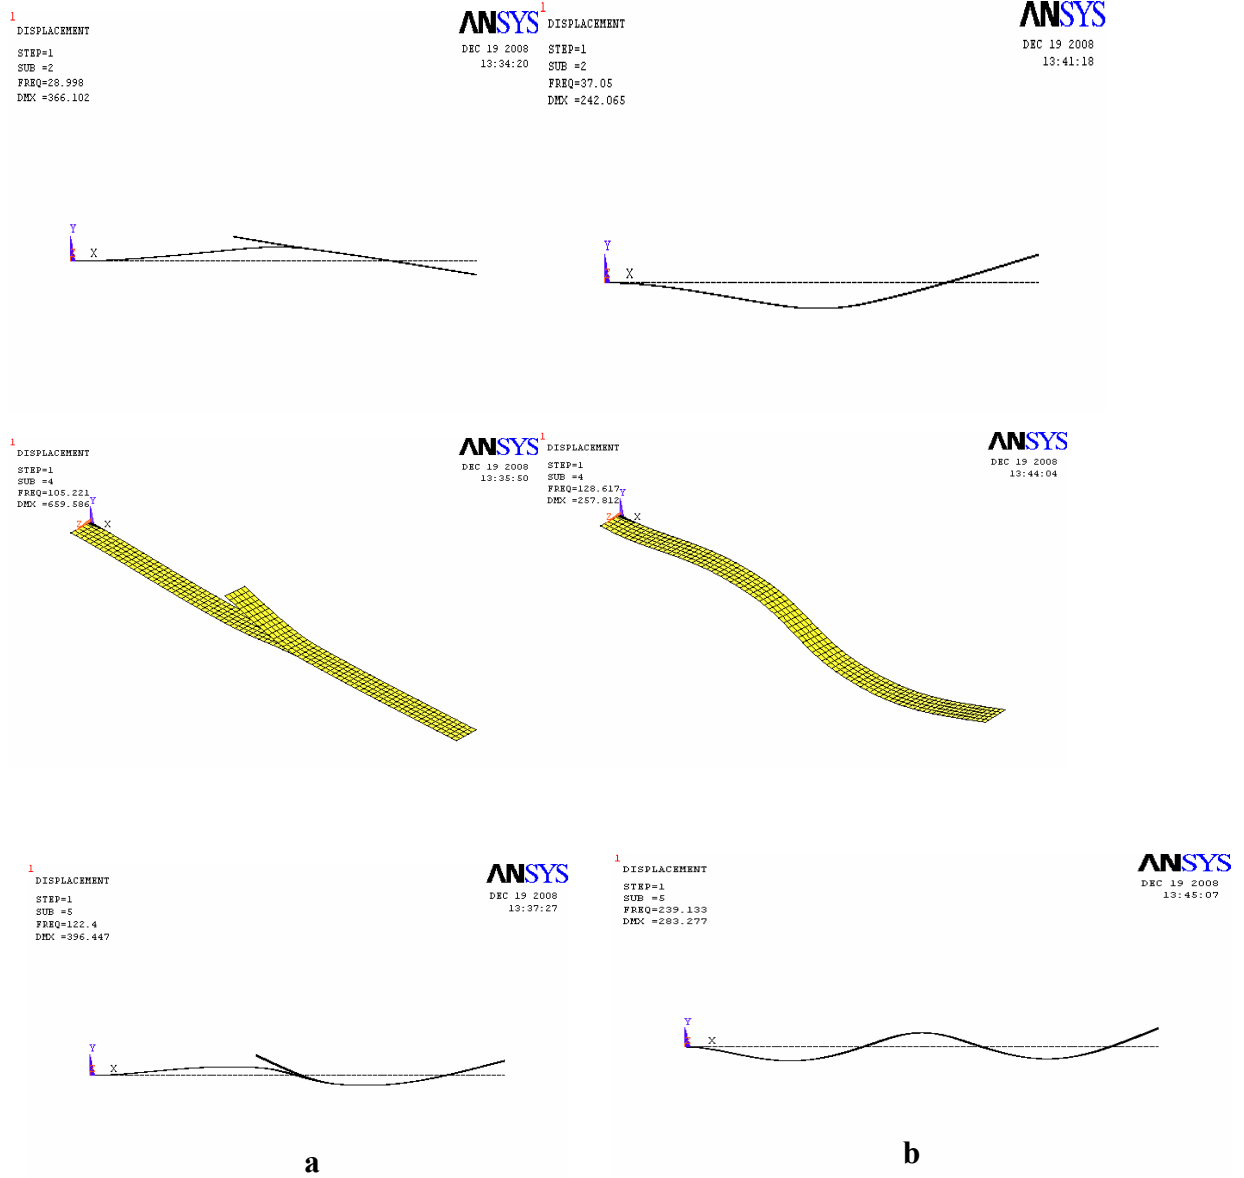 1
DISPLACEMENT
STEP=1
SUB =2
FREQ=28.998
DMX =366.102
ANSYS
DEC 19 2008
13:34:20
Y
X
1
DISPLACEMENT
STEP=1
SUB =2
FREQ=37.05
DMX =242.065
ANSYS
DEC 19 2008
13:41:18
Y
X
1
DISPLACEMENT
STEP=1
SUB =4
FREQ=105.221
DMX =659.586
ANSYS
DEC 19 2008
13:35:50
Y
Z X
1
DISPLACEMENT
STEP=1
SUB =4
FREQ=128.617
DMX =257.812
ANSYS
DEC 19 2008
13:44:04
Y
Z X
1
DISPLACEMENT
STEP=1
SUB =5
FREQ=122.4
DMX =396.447
ANSYS
DEC 19 2008
13:37:27
Y
X
1
DISPLACEMENT
STEP=1
SUB =5
FREQ=239.133
DMX =283.277
ANSYS
DEC 19 2008
13:45:07
Y
X
a
b